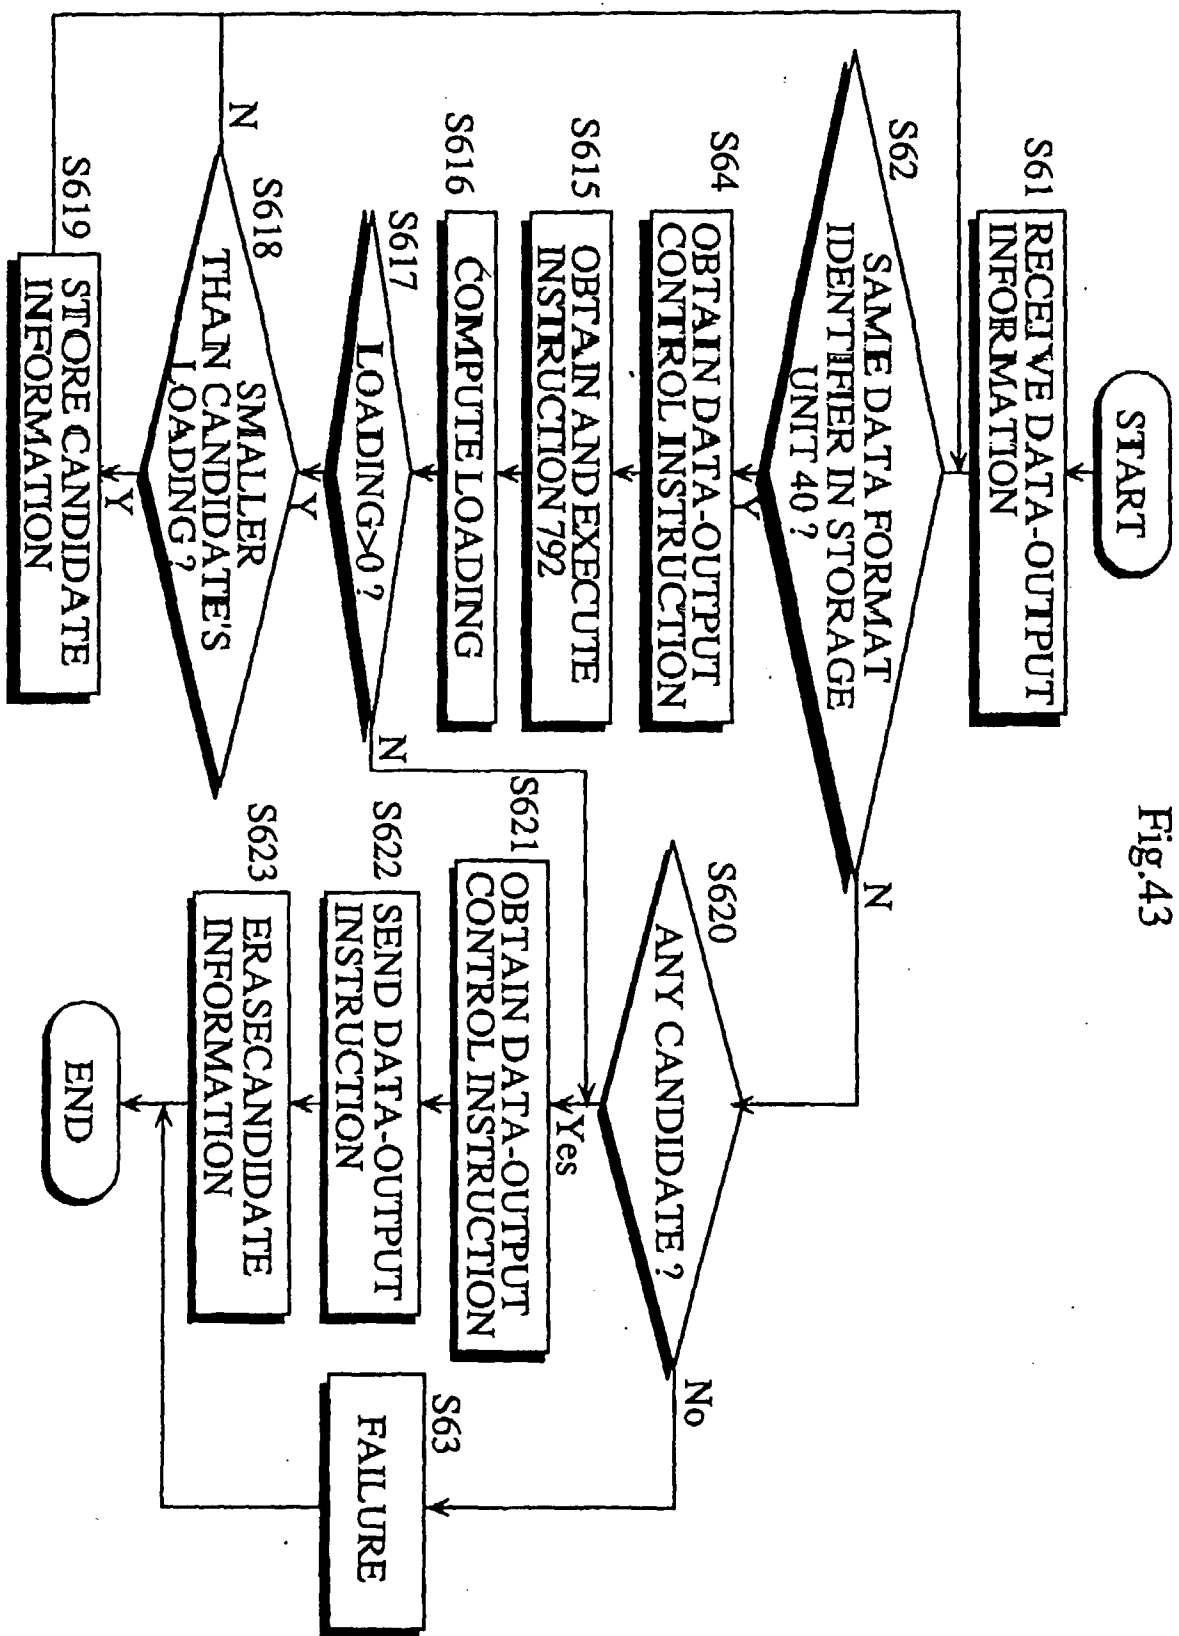 Fig.43
START
S61
RECEIVE DATA-OUTPUT
INFORMATION
S62
SAME DATA FORMAT
IDENTIFIER IN STORAGE
UNIT 40 ?
N
Y
S64
OBTAIN DATA-OUTPUT
CONTROL INSTRUCTION
S615
OBTAIN AND EXECUTE
INSTRUCTION 792
S616
COMPUTE LOADING
S617
LOADING>0 ?
N
Y
S618
SMALLER
THAN CANDIDATE'S
LOADING ?
N
Y
S619
STORE CANDIDATE
INFORMATION
S620
ANY CANDIDATE ?
No
Yes
S621
OBTAIN DATA-OUTPUT
CONTROL INSTRUCTION
S622
SEND DATA-OUTPUT
INSTRUCTION
S623
ERASECANDIDATE
INFORMATION
S63
FAILURE
END